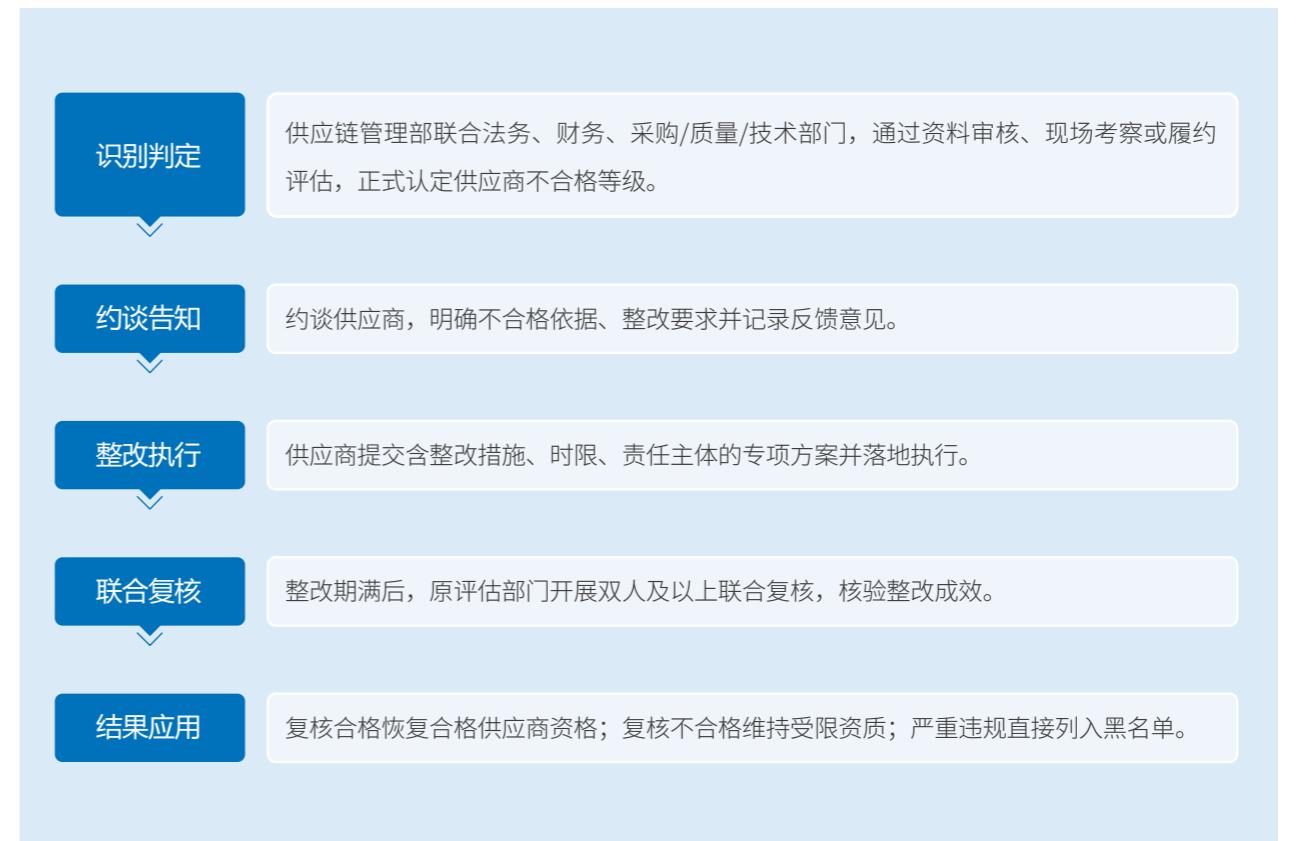 识别判定
供应链管理部联合法务、财务、采购/质量/技术部门，通过资料审核、现场考察或履约
评估，正式认定供应商不合格等级。
约谈告知
约谈供应商，明确不合格依据、整改要求并记录反馈意见。
整改执行
供应商提交含整改措施、时限、责任主体的专项方案并落地执行。
联合复核
整改期满后，原评估部门开展双人及以上联合复核，核验整改成效。
结果应用
复核合格恢复合格供应商资格；复核不合格维持受限资质；严重违规直接列入黑名单。